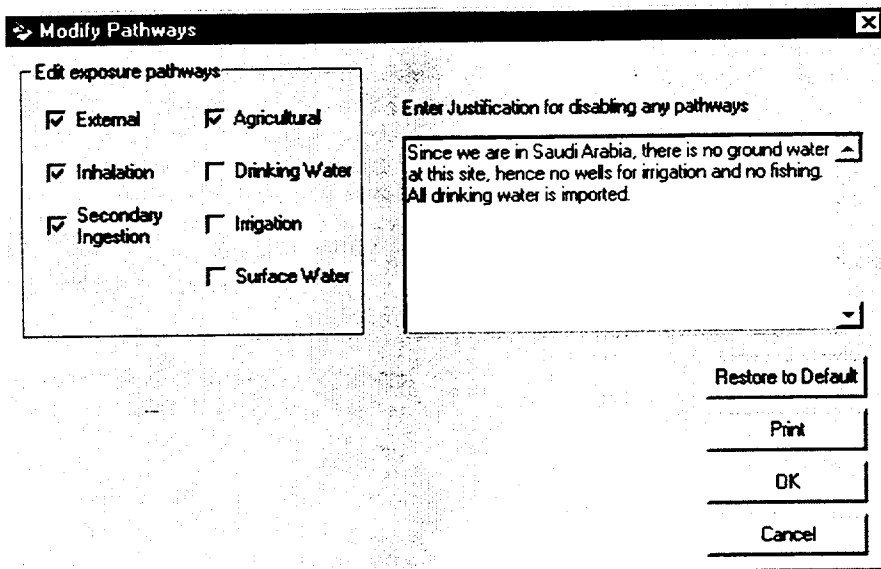 Modify Pathways
Edit exposure pathways
External
Agricultural
Inhalation
Drinking Water
Secondary
Ingestion
Irrigation
Surface Water
Enter Justification for disabling any pathways
Since we are in Saudi Arabia, there is no ground water
at this site, hence no wells for irrigation and no fishing.
All drinking water is imported.
Restore to Default
Print
OK
Cancel